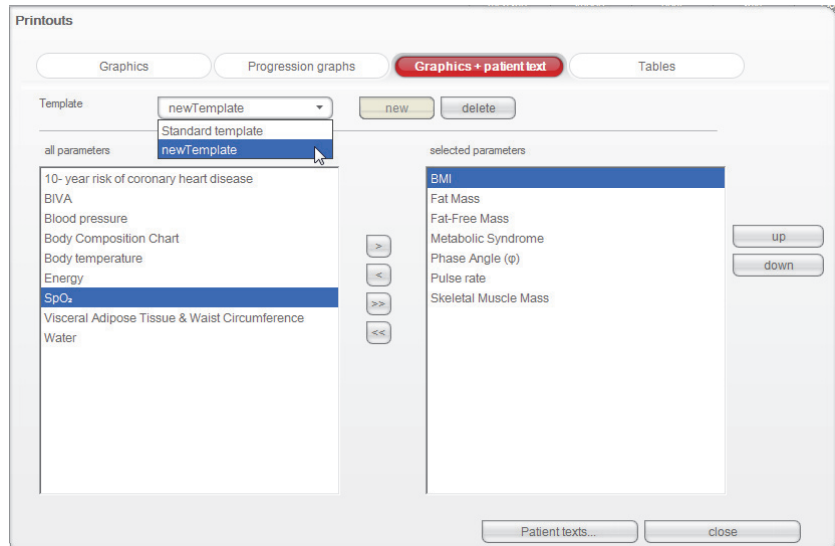 Printouts
Graphics Progression graphs Graphics + patient text Tables
Template newTemplate new delete
Standard template
newTemplate
all parameters selected parameters
10- year risk of coronary heart disease
BIVA
Blood pressure
Body Composition Chart
Body temperature
Energy
SpO₂
Visceral Adipose Tissue & Waist Circumference
Water
>
<
>>
<<
BMI
Fat Mass
Fat-Free Mass
Metabolic Syndrome
Phase Angle (φ)
Pulse rate
Skeletal Muscle Mass
up
down
Patient texts... close